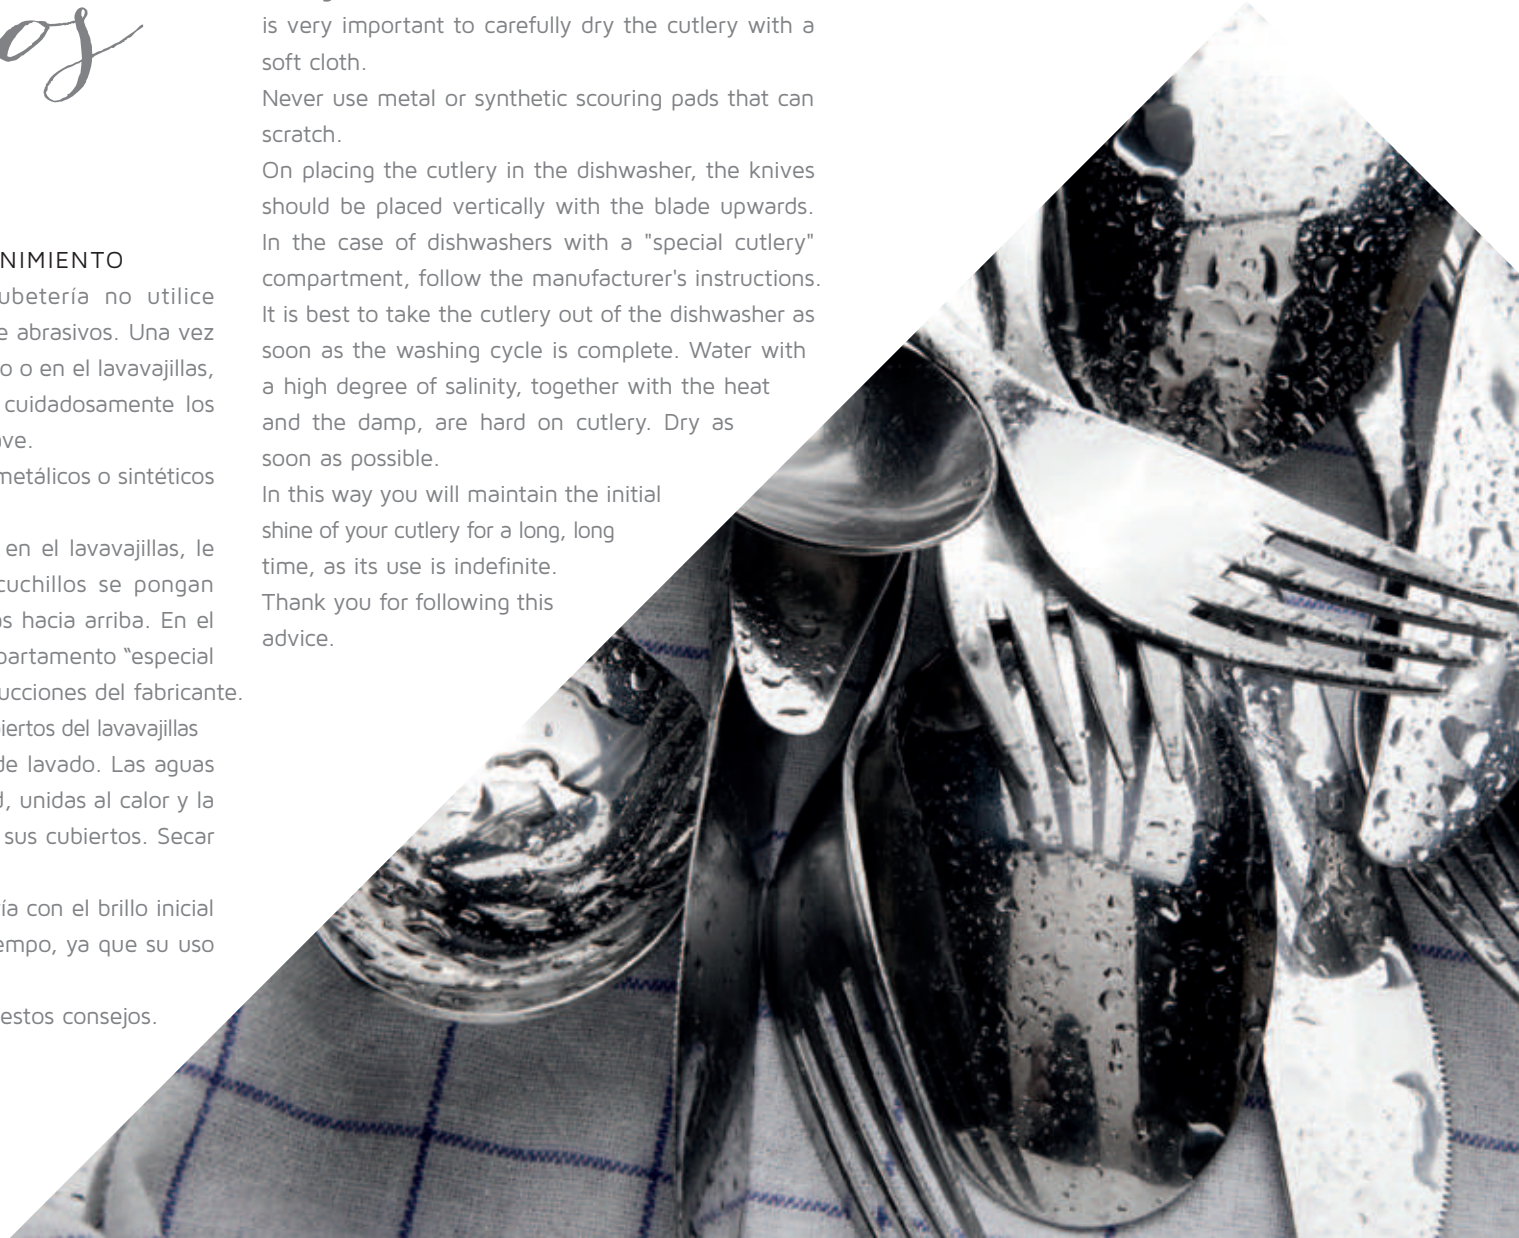 os
NIMIENTO
ubetería no utilice
e abrasivos. Una vez
o o en el lavavajillas,
cuidadosamente los
ve.
metálicos o sintéticos
en el lavavajillas, le
cuchillos se pongan
s hacia arriba. En el
partamento “especial
ucciones del fabricante.
iertos del lavavajillas
de lavado. Las aguas
d, unidas al calor y la
sus cubiertos. Secar
ía con el brillo inicial
empo, ya que su uso
estos consejos.
is very important to carefully dry the cutlery with a
soft cloth.
Never use metal or synthetic scouring pads that can
scratch.
On placing the cutlery in the dishwasher, the knives
should be placed vertically with the blade upwards.
In the case of dishwashers with a "special cutlery"
compartment, follow the manufacturer's instructions.
It is best to take the cutlery out of the dishwasher as
soon as the washing cycle is complete. Water with
a high degree of salinity, together with the heat
and the damp, are hard on cutlery. Dry as
soon as possible.
In this way you will maintain the initial
shine of your cutlery for a long, long
time, as its use is indefinite.
Thank you for following this
advice.